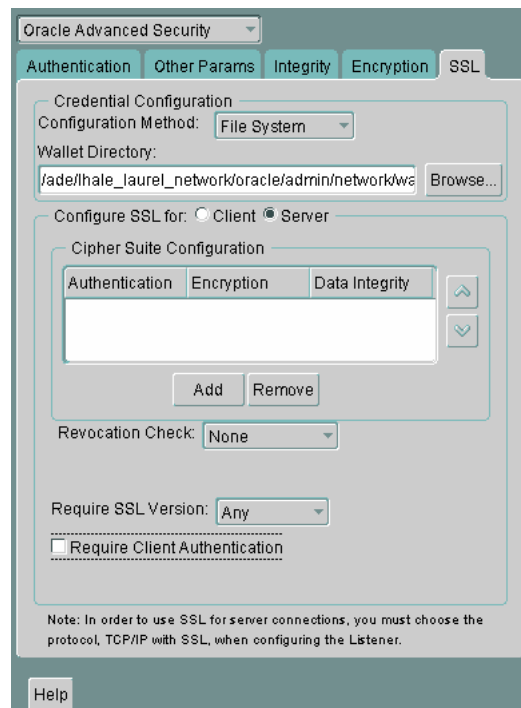 Oracle Advanced Security
Authentication Other Params Integrity Encryption SSL
Credential Configuration
Configuration Method: File System
Wallet Directory:
/ade/lhale_laurel_network/oracle/admin/network/wa Browse...
Configure SSL for: Client Server
Cipher Suite Configuration
Authentication Encryption Data Integrity
Add Remove
Revocation Check: None
Require SSL Version: Any
Require Client Authentication
Note: In order to use SSL for server connections, you must choose the
protocol, TCP/IP with SSL, when configuring the Listener.
Help